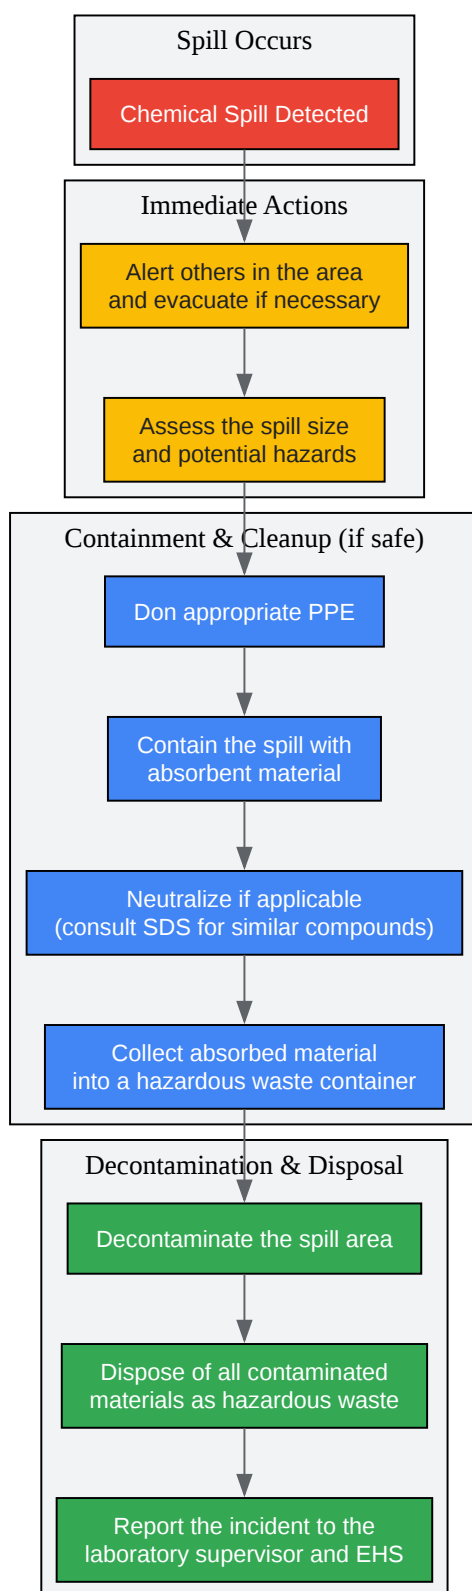 Spill Occurs
Chemical Spill Detected
Immediate Actions
Alert others in the area
and evacuate if necessary
Assess the spill size
and potential hazards
Containment & Cleanup (if safe)
Don appropriate PPE
Contain the spill with
absorbent material
Neutralize if applicable
(consult SDS for similar compounds)
Collect absorbed material
into a hazardous waste container
Decontamination & Disposal
Decontaminate the spill area
Dispose of all contaminated
materials as hazardous waste
Report the incident to the
laboratory supervisor and EHS